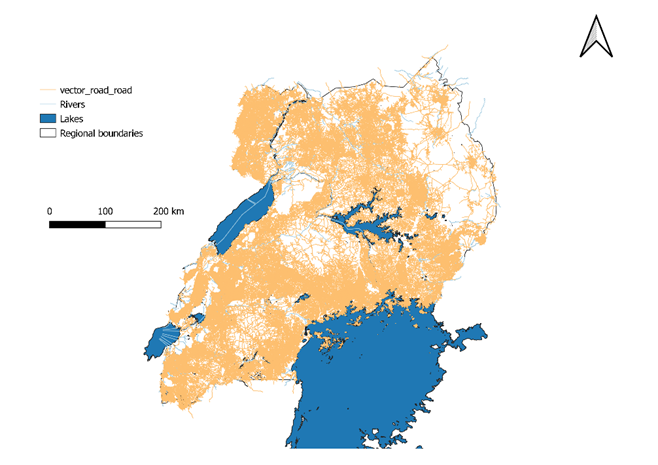 vector_road_road
Rivers
Lakes
Regional boundaries
0 100 200 km